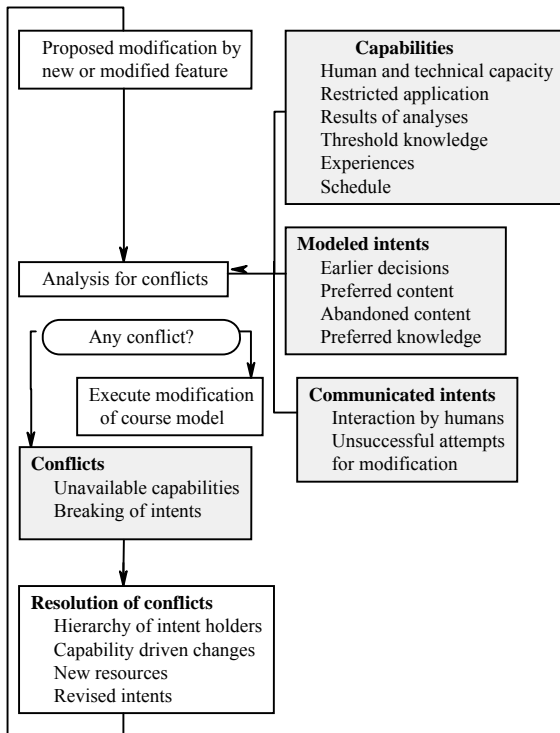 Proposed modification by
new or modified feature
Capabilities
Human and technical capacity
Restricted application
Results of analyses
Threshold knowledge
Experiences
Schedule
Analysis for conflicts
Modeled intents
Earlier decisions
Preferred content
Abandoned content
Preferred knowledge
Any conflict?
Execute modification
of course model
Communicated intents
Interaction by humans
Unsuccessful attempts
for modification
Conflicts
Unavailable capabilities
Breaking of intents
Resolution of conflicts
Hierarchy of intent holders
Capability driven changes
New resources
Revised intents